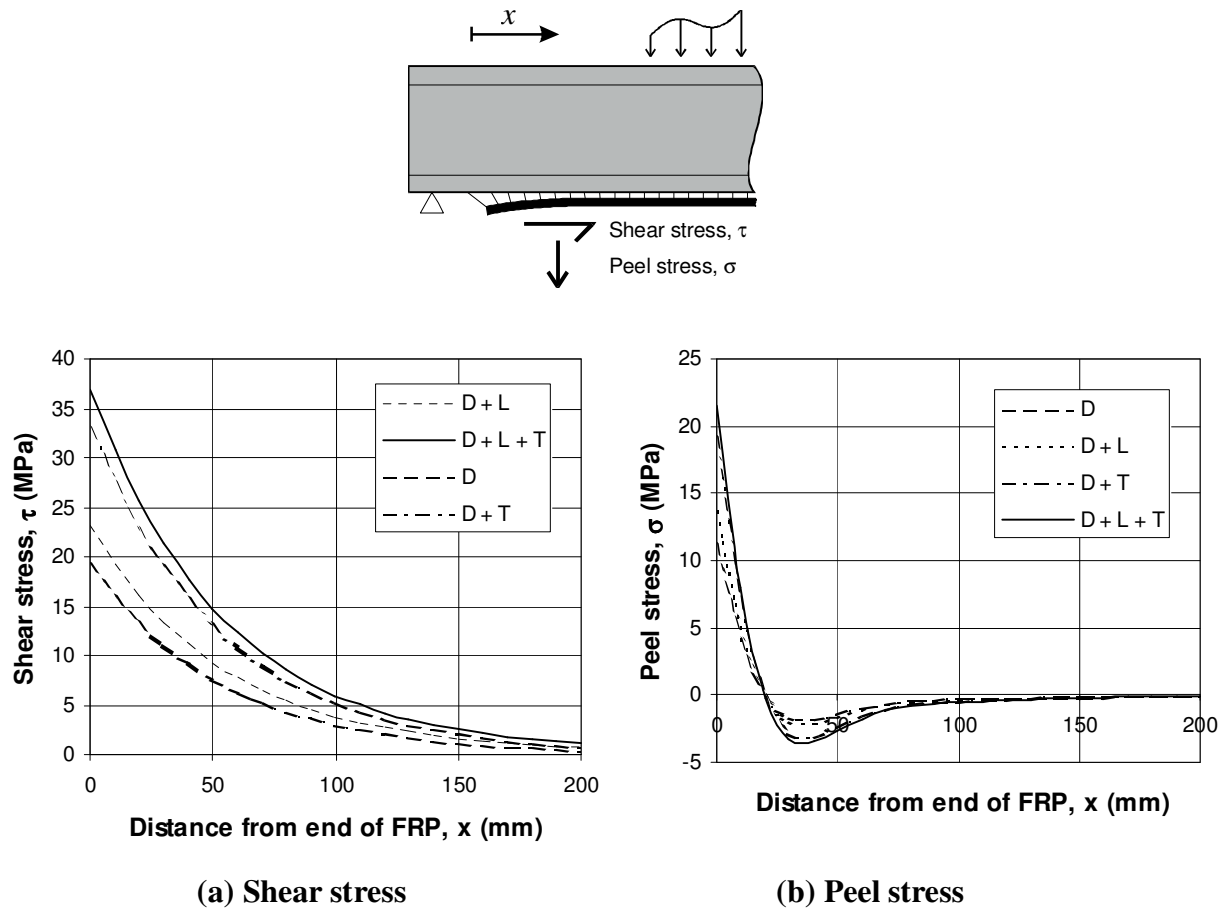 x
Shear stress, τ
Peel stress, σ
Shear stress, τ (MPa)
40
35
30
25
20
15
10
5
0
0 50 100 150 200
D + L
D + L + T
D
D + T
Distance from end of FRP, x (mm)
(a) Shear stress
Peel stress, σ (MPa)
25
20
15
10
5
0
-5
0 50 100 150 200
D
D + L
D + T
D + L + T
Distance from end of FRP, x (mm)
(b) Peel stress